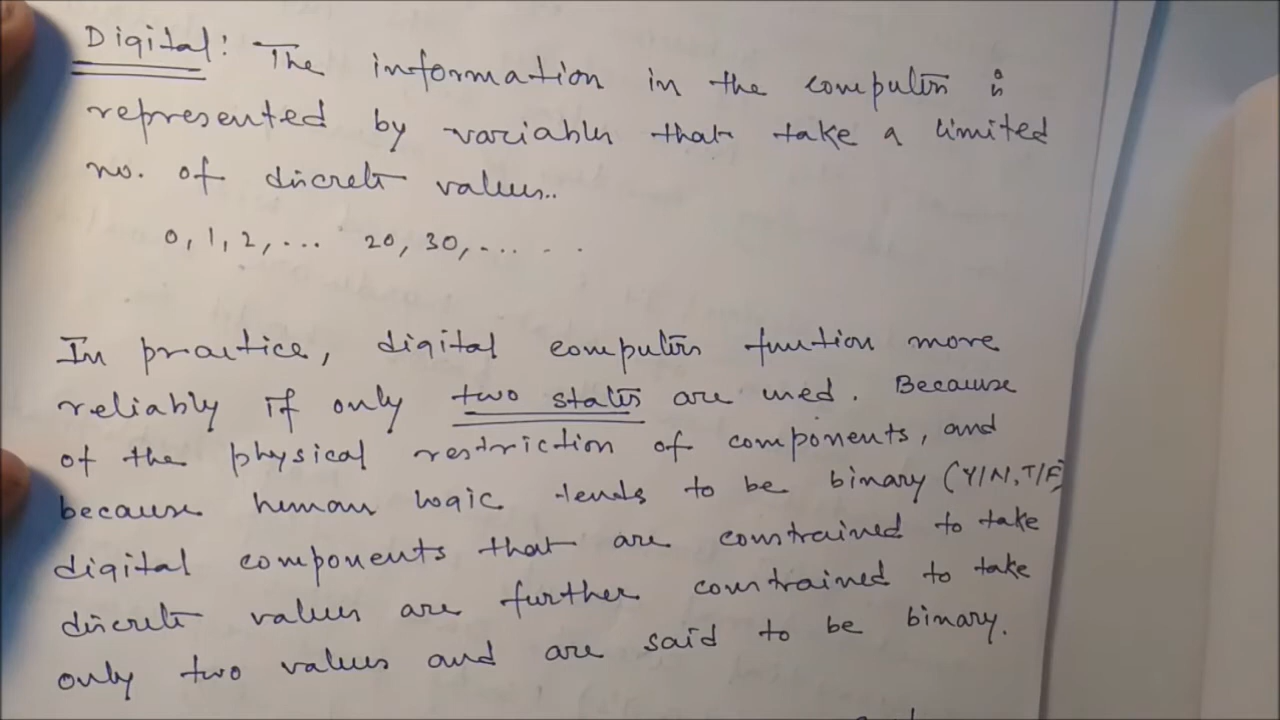 Digital: The information in the computer is
represented by variables that take a limited
no. of discrete values..
0, 1, 2, ... 20, 30, ... . .
In practice, digital computers function more
reliably if only two states are used. Because
of the physical restriction of components, and
because human logic tends to be binary (Y/N, T/F)
digital components that are constrained to take
discrete values are further constrained to take
only two values and are said to be binary.